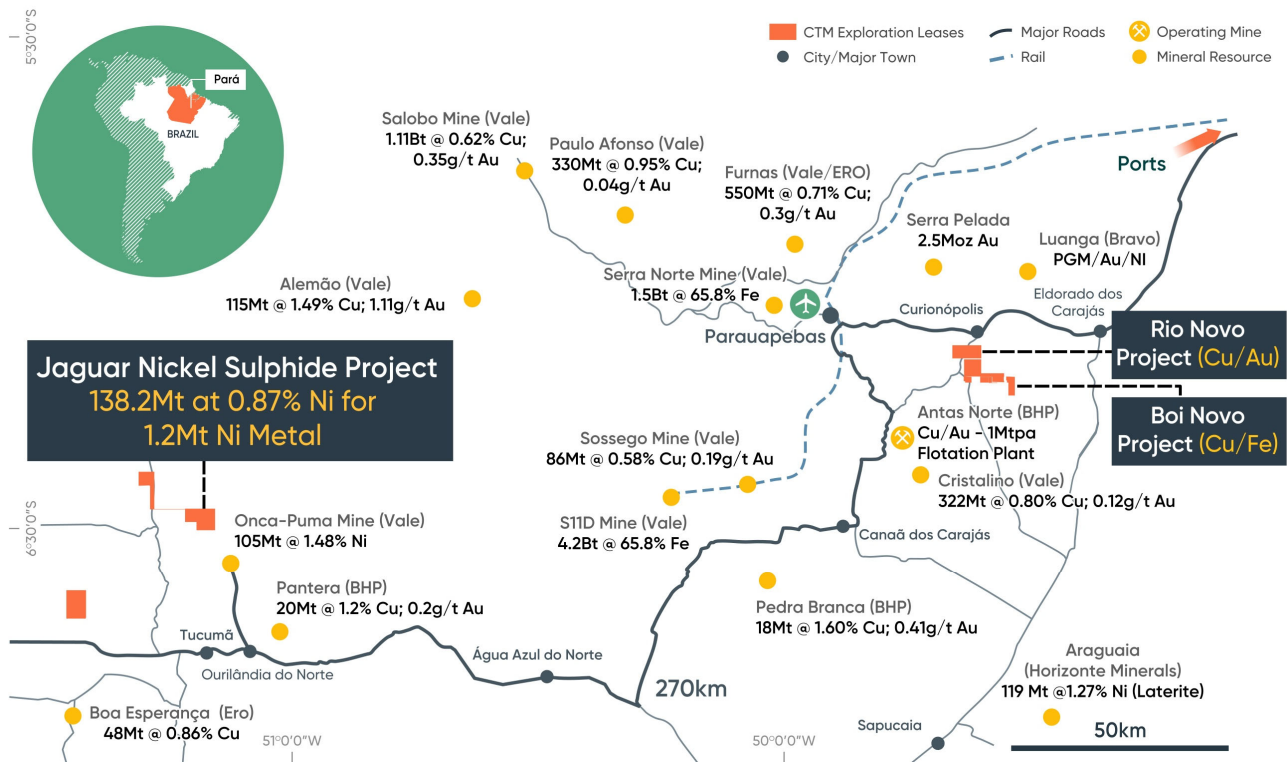 5°30'0"S
CTM Exploration Leases
Major Roads
Operating Mine
City/Major Town
Rail
Mineral Resource
Pará
BRAZIL
Salobo Mine (Vale)
1.11Bt @ 0.62% Cu;
0.35g/t Au
Paulo Afonso (Vale)
330Mt @ 0.95% Cu;
0.04g/t Au
Furnas (Vale/ERO)
550Mt @ 0.71% Cu;
0.3g/t Au
Ports
Serra Pelada
2.5Moz Au
Luanga (Bravo)
PGM/Au/NI
Alemão (Vale)
115Mt @ 1.49% Cu; 1.11g/t Au
Serra Norte Mine (Vale)
1.5Bt @ 65.8% Fe
Parauapebas
Curionópolis
Eldorado dos
Carajás
Rio Novo
Project (Cu/Au)
Jaguar Nickel Sulphide Project
138.2Mt at 0.87% Ni for
1.2Mt Ni Metal
Boi Novo
Project (Cu/Fe)
Antas Norte (BHP)
Cu/Au - 1Mtpa
Flotation Plant
Sossego Mine (Vale)
86Mt @ 0.58% Cu; 0.19g/t Au
Cristalino (Vale)
322Mt @ 0.80% Cu; 0.12g/t Au
6°30'0"S
Onca-Puma Mine (Vale)
105Mt @ 1.48% Ni
S11D Mine (Vale)
4.2Bt @ 65.8% Fe
Canaã dos Carajás
Pantera (BHP)
20Mt @ 1.2% Cu; 0.2g/t Au
Pedra Branca (BHP)
18Mt @ 1.60% Cu; 0.41g/t Au
Tucumã
Ourilândia do Norte
Água Azul do Norte
270km
Araguaia
(Horizonte Minerals)
119 Mt @1.27% Ni (Laterite)
Boa Esperança (Ero)
48Mt @ 0.86% Cu
51°0'0"W
50°0'0"W
Sapucaia
50km